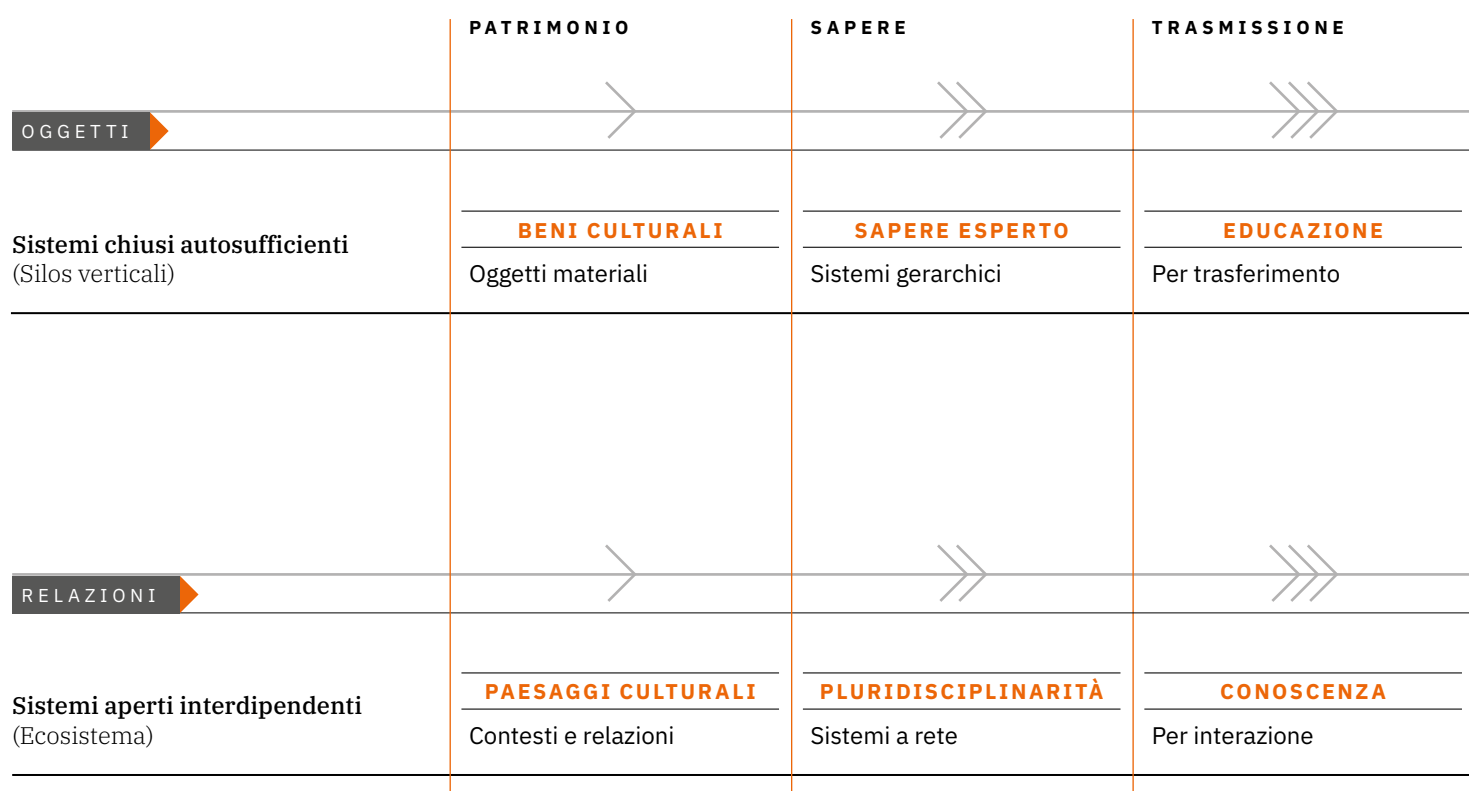 PATRIMONIO
SAPERE
TRASMISSIONE
OGGETTI
Sistemi chiusi autosufficienti
(Silos verticali)
BENI CULTURALI
Oggetti materiali
SAPERE ESPERTO
Sistemi gerarchici
EDUCAZIONE
Per trasferimento
RELAZIONI
Sistemi aperti interdipendenti
(Ecosistema)
PAESAGGI CULTURALI
Contesti e relazioni
PLURIDISCIPLINARITÀ
Sistemi a rete
CONOSCENZA
Per interazione